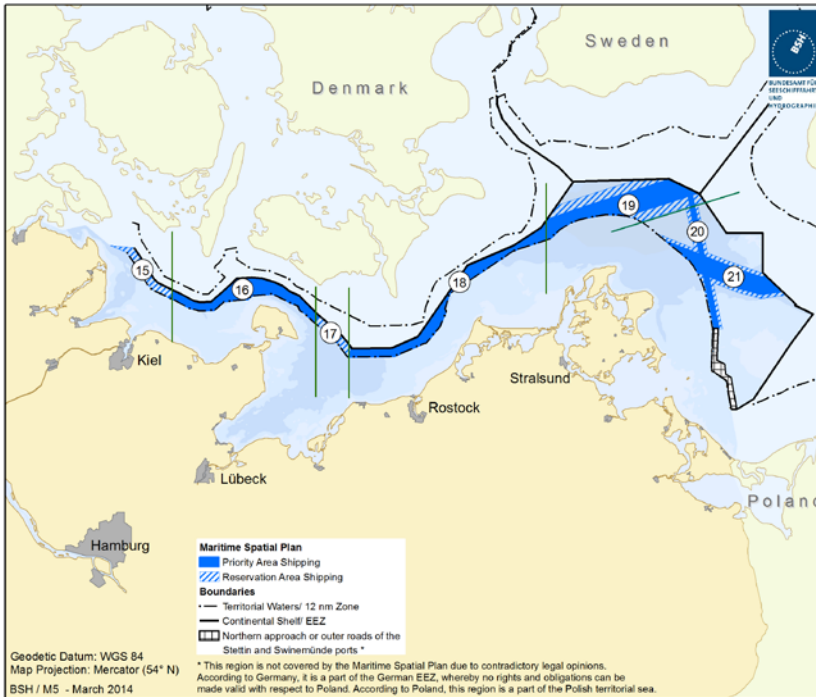 Sweden
BSH
BUNDESAMT FÜR
SEESCHIFFFAHRT
UND
HYDROGRAPHIE
Denmark
19
20
15
21
16
18
17
Kiel
Stralsund
Rostock
Lübeck
Poland
Hamburg
Maritime Spatial Plan
Priority Area Shipping
Reservation Area Shipping
Boundaries
Territorial Waters/ 12 nm Zone
Continental Shelf/ EEZ
Northern approach or outer roads of the
Stettin and Swinemünde ports *
Geodetic Datum: WGS 84
Map Projection: Mercator (54° N)
BSH / M5 - March 2014
* This region is not covered by the Maritime Spatial Plan due to contradictory legal opinions.
According to Germany, it is a part of the German EEZ, whereby no rights and obligations can be
made valid with respect to Poland. According to Poland, this region is a part of the Polish territorial sea.